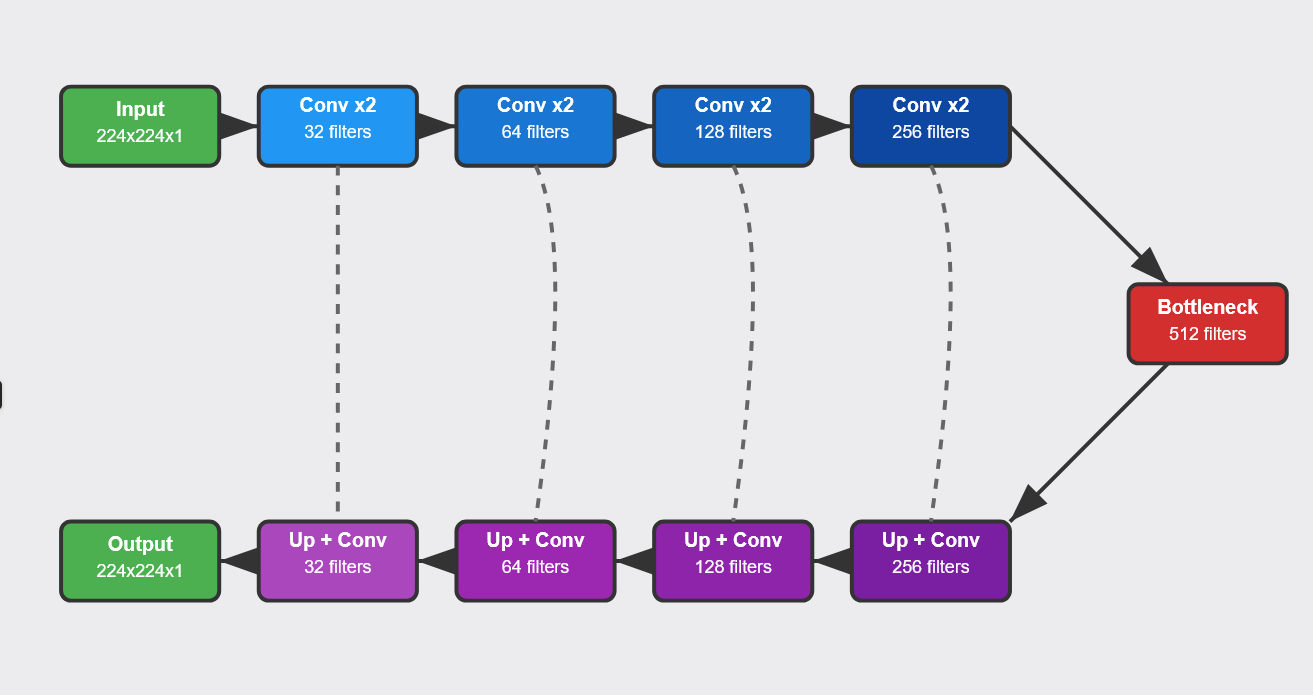 Input
224x224x1
Conv x2
32 filters
Conv x2
64 filters
Conv x2
128 filters
Conv x2
256 filters
Bottleneck
512 filters
Output
224x224x1
Up + Conv
32 filters
Up + Conv
64 filters
Up + Conv
128 filters
Up + Conv
256 filters